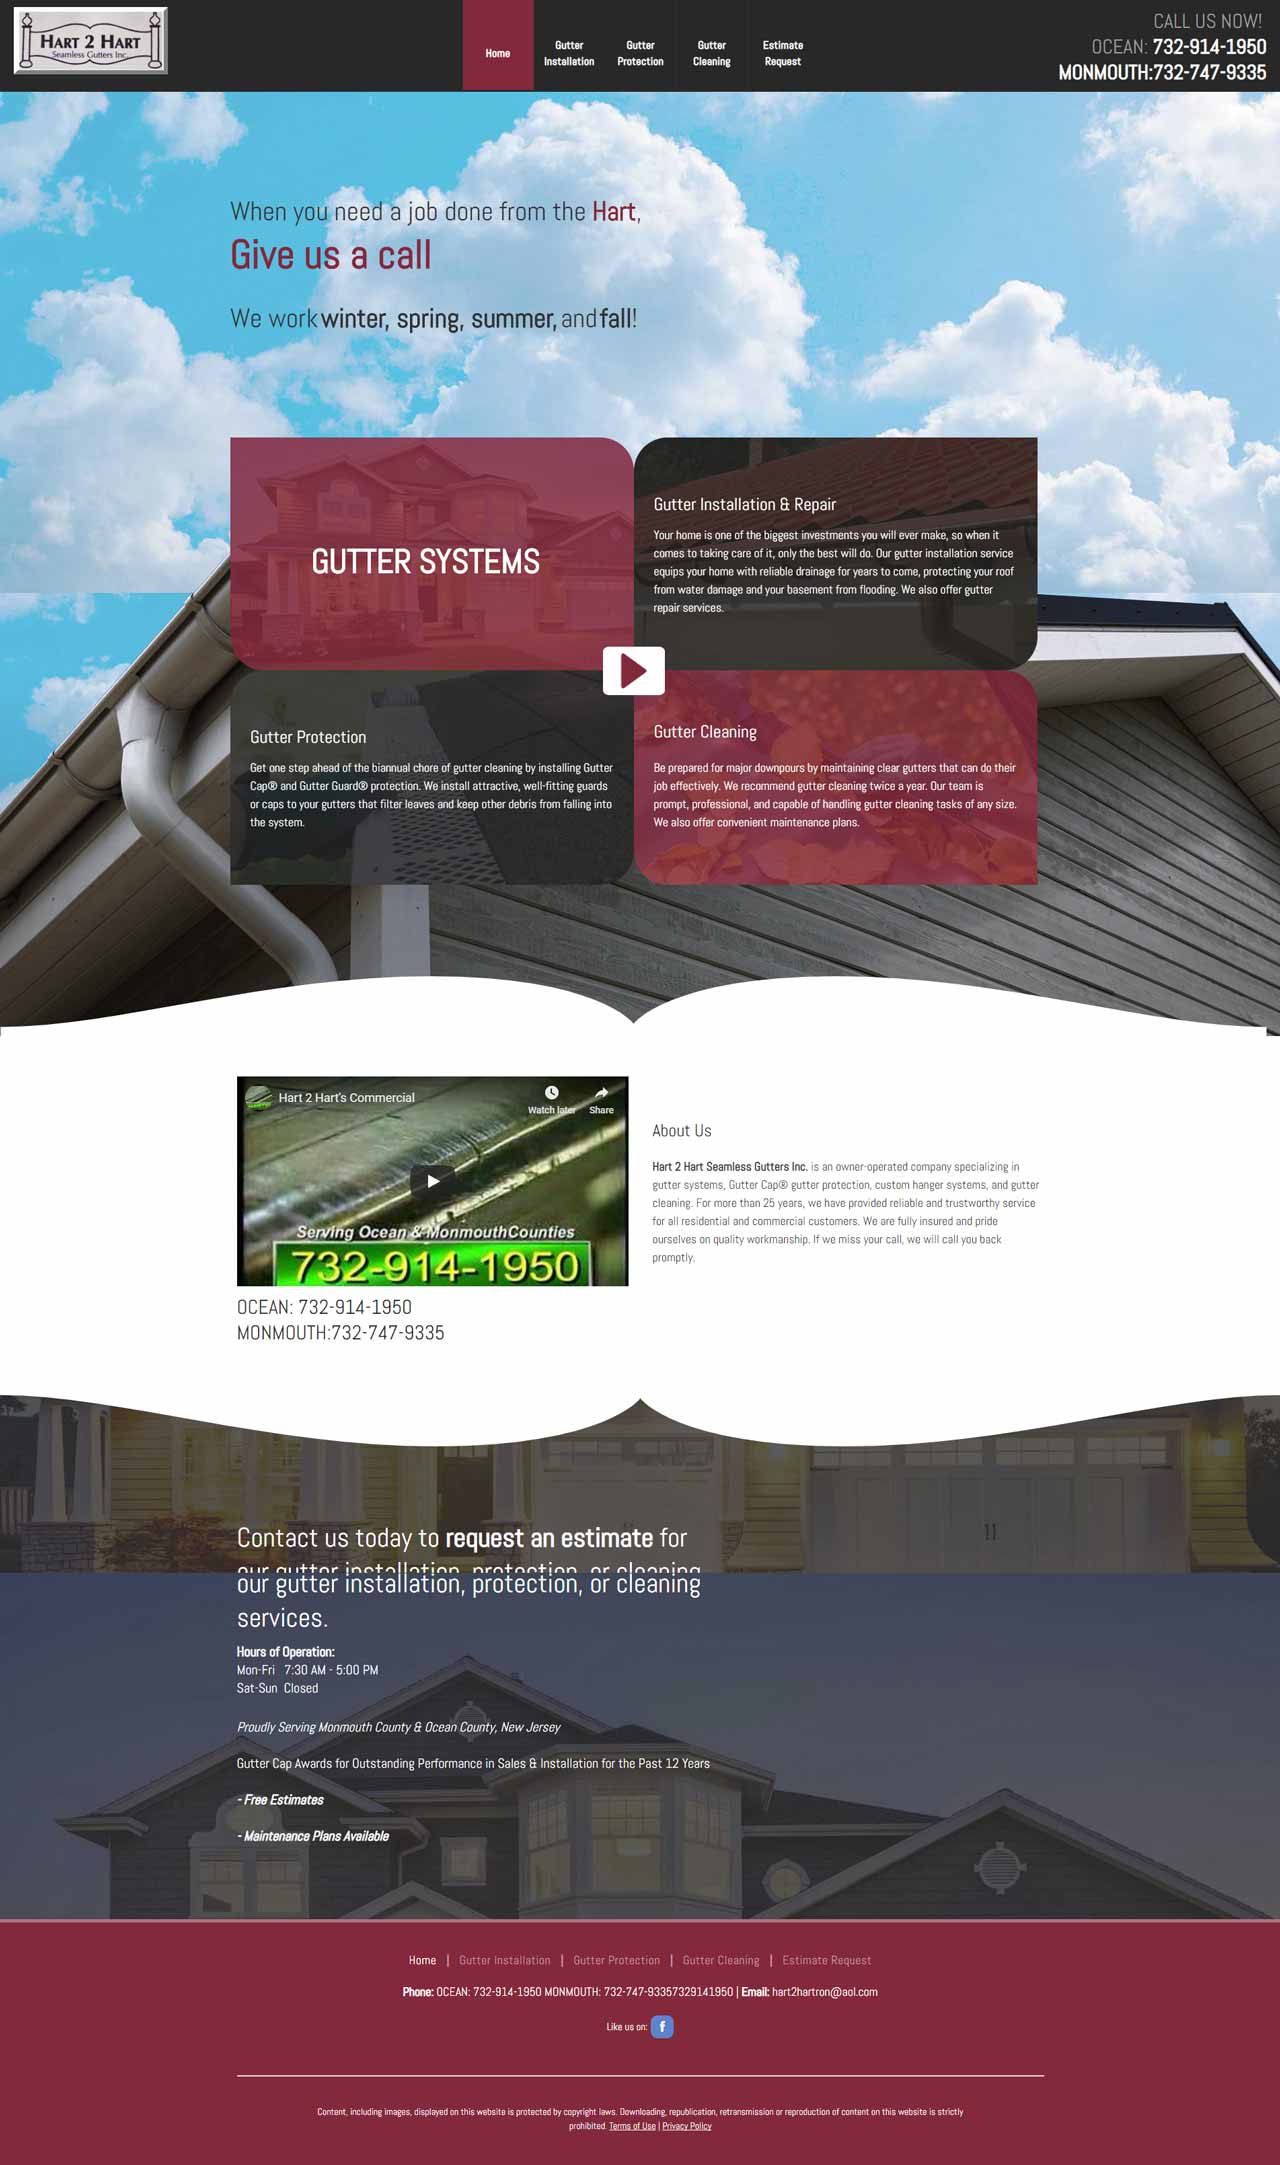 HART 2 HART
Seamless Gutters Inc.
Home
Gutter
Installation
Gutter
Protection
Gutter
Cleaning
Estimate
Request
CALL US NOW!
OCEAN: 732-914-1950
MONMOUTH:732-747-9335
When you need a job done from the Hart,
Give us a call
We work winter, spring, summer, and fall!
GUTTER SYSTEMS
Gutter Installation & Repair
Your home is one of the biggest investments you will ever make, so when it
comes to taking care of it, only the best will do. Our gutter installation service
equips your home with reliable drainage for years to come, protecting your roof
from water damage and your basement from flooding. We also offer gutter
repair services.
Gutter Protection
Get one step ahead of the biannual chore of gutter cleaning by installing Gutter
Cap® and Gutter Guard® protection. We install attractive, well-fitting guards
or caps to your gutters that filter leaves and keep other debris from falling into
the system.
Gutter Cleaning
Be prepared for major downpours by maintaining clear gutters that can do their
job effectively. We recommend gutter cleaning twice a year. Our team is
prompt, professional, and capable of handling gutter cleaning tasks of any size.
We also offer convenient maintenance plans.
Hart 2 Hart's Commercial
Watch later
Share
Serving Ocean & MonmouthCounties
732-914-1950
OCEAN: 732-914-1950
MONMOUTH:732-747-9335
About Us
Hart 2 Hart Seamless Gutters Inc. is an owner-operated company specializing in
gutter systems, Gutter Cap® gutter protection, custom hanger systems, and gutter
cleaning. For more than 25 years, we have provided reliable and trustworthy service
for all residential and commercial customers. We are fully insured and pride
ourselves on quality workmanship. If we miss your call, we will call you back
promptly.
11
Contact us today to request an estimate for
our gutter installation, protection, or cleaning
our gutter installation, protection, or cleaning
services.
Hours of Operation:
Mon-Fri 7:30 AM - 5:00 PM
Sat-Sun Closed
Proudly Serving Monmouth County & Ocean County, New Jersey
Gutter Cap Awards for Outstanding Performance in Sales & Installation for the Past 12 Years
- Free Estimates
- Maintenance Plans Available
Home | Gutter Installation | Gutter Protection | Gutter Cleaning | Estimate Request
Phone: OCEAN: 732-914-1950 MONMOUTH: 732-747-93357329141950 | Email: hart2hartron@aol.com
Like us on: f
Content, including images, displayed on this website is protected by copyright laws. Downloading, republication, retransmission or reproduction of content on this website is strictly
prohibited. Terms of Use | Privacy Policy